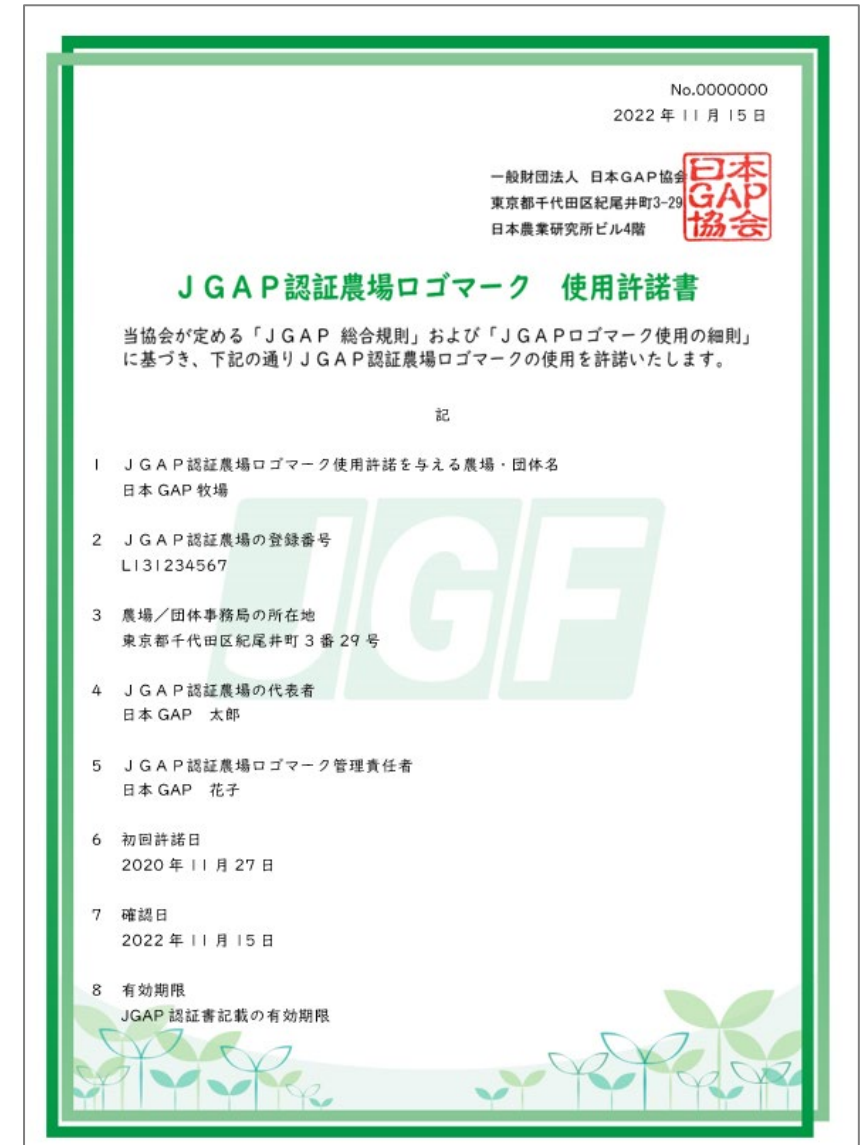 No.0000000
2022年11月15日
一般財団法人 日本GAP協会
東京都千代田区紀尾井町3-29
日本農業研究所ビル4階
日本
GAP
協会
JGAP認証農場ロゴマーク 使用許諾書
当協会が定める「JGAP 総合規則」および「JGAPロゴマーク使用の細則」
に基づき、下記の通りJGAP認証農場ロゴマークの使用を許諾いたします。
記
1 JGAP認証農場ロゴマーク使用許諾を与える農場・団体名
日本GAP牧場
2 JGAP認証農場の登録番号
L131234567
3 農場/団体事務局の所在地
東京都千代田区紀尾井町3番29号
4 JGAP認証農場の代表者
日本GAP 太郎
5 JGAP認証農場ロゴマーク管理責任者
日本GAP 花子
6 初回許諾日
2020年11月27日
7 確認日
2022年11月15日
8 有効期限
JGAP認証書記載の有効期限
JGF